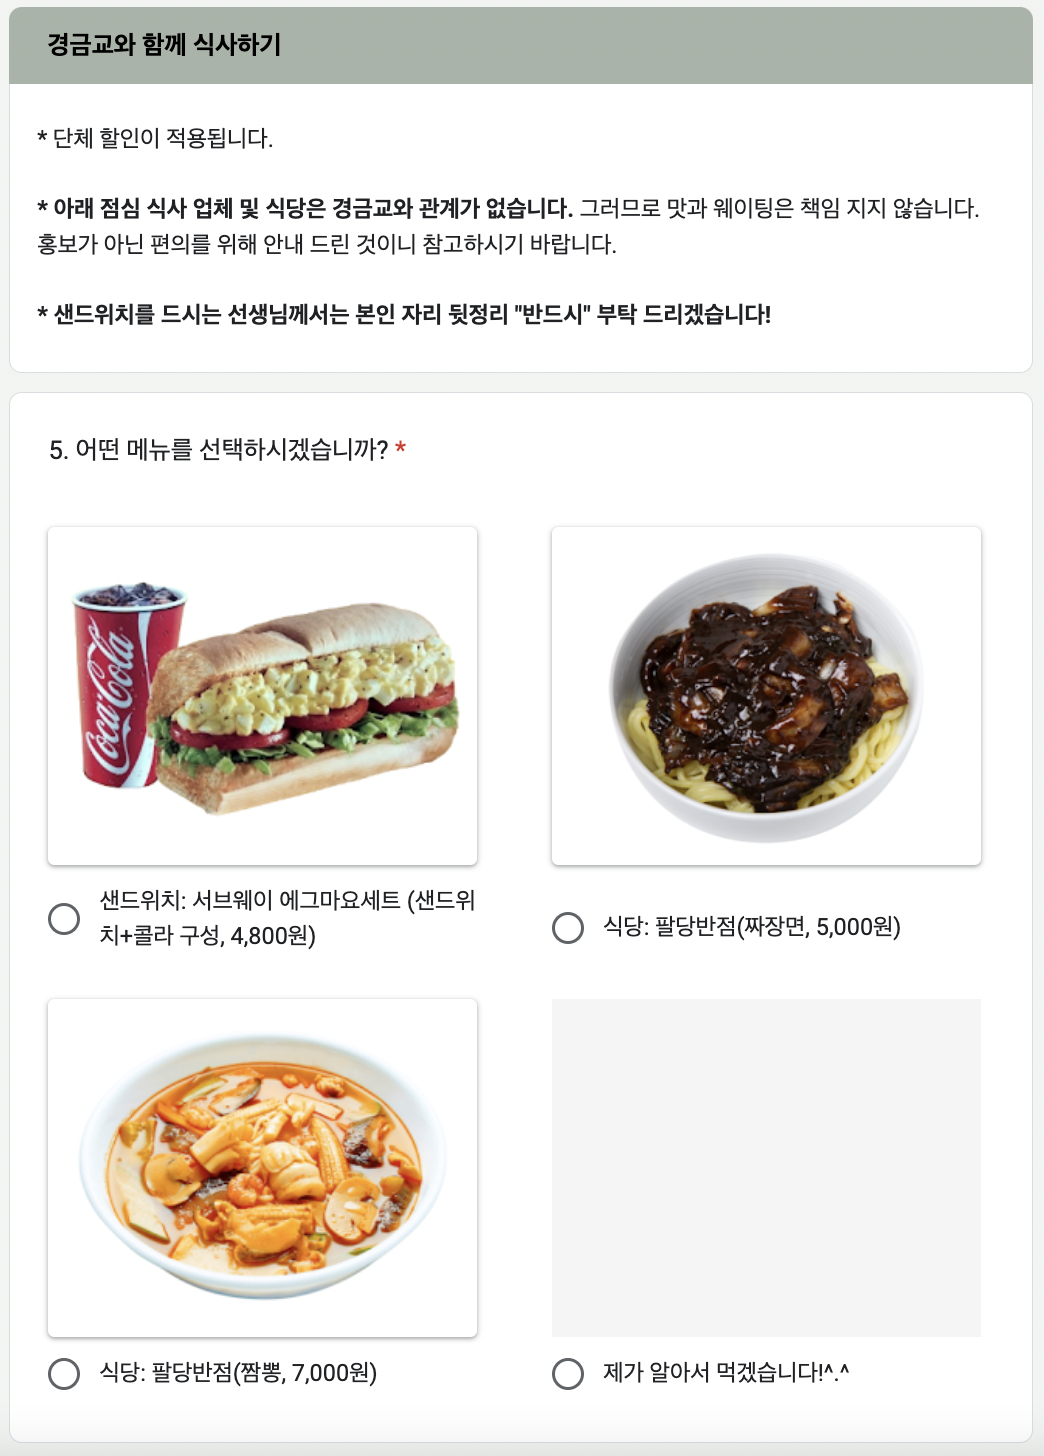 경금교와 함께 식사하기
* 단체 할인이 적용됩니다.
* 아래 점심 식사 업체 및 식당은 경금교와 관계가 없습니다. 그러므로 맛과 웨이팅은 책임 지지 않습니다.
홍보가 아닌 편의를 위해 안내 드린 것이니 참고하시기 바랍니다.
* 샌드위치를 드시는 선생님께서는 본인 자리 뒷정리 "반드시" 부탁 드리겠습니다!
5. 어떤 메뉴를 선택하시겠습니까? *
Coca-Cola
샌드위치: 서브웨이 에그마요세트 (샌드위
치+콜라 구성, 4,800원)
식당: 팔당반점(짜장면, 5,000원)
식당: 팔당반점(짬뽕, 7,000원)
제가 알아서 먹겠습니다!^.^